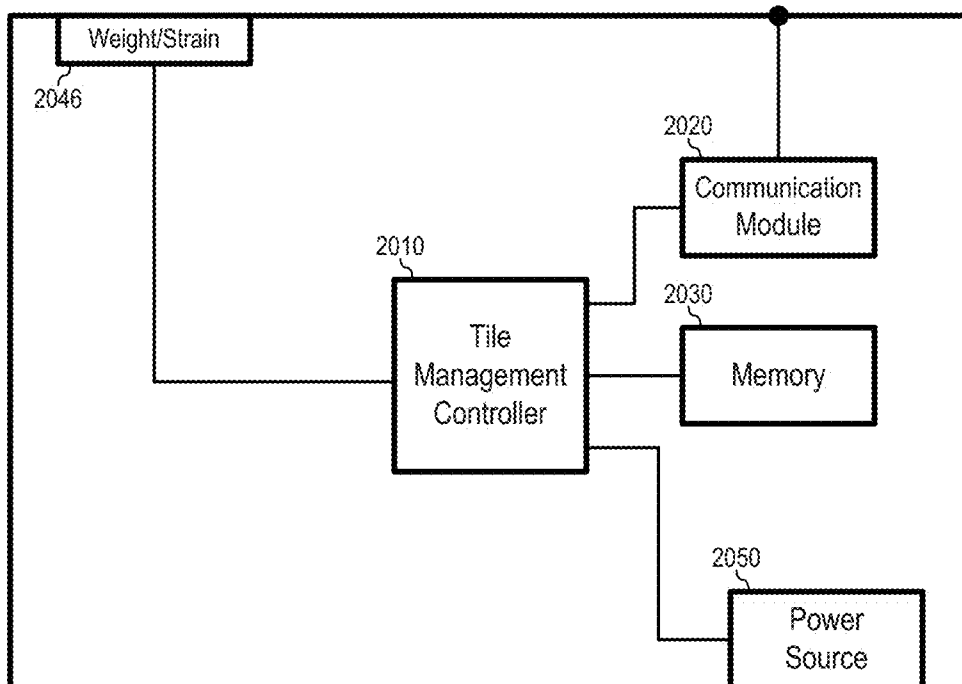 Weight/Strain
2046
2020
Communication
Module
2010
Tile
Management
Controller
2030
Memory
2050
Power
Source